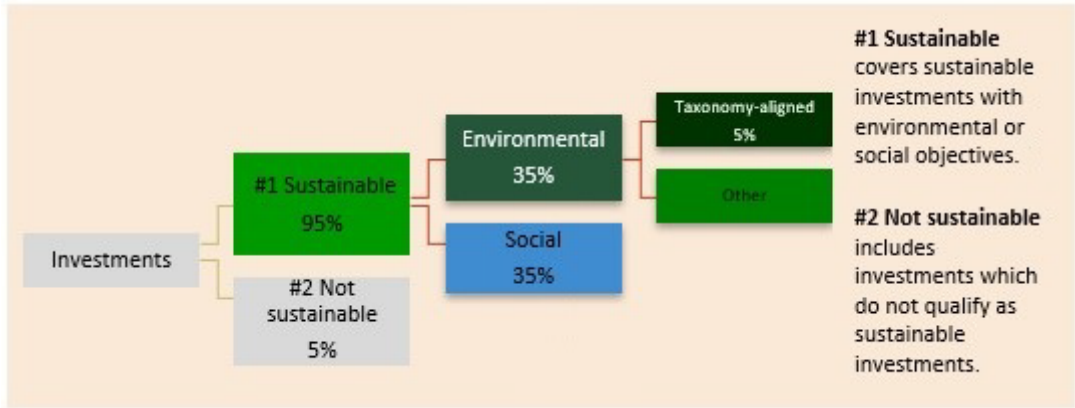 Investments
#1 Sustainable
95%
#2 Not
sustainable
5%
Environmental
35%
Social
35%
Taxonomy-aligned
5%
Other
#1 Sustainable
covers sustainable
investments with
environmental or
social objectives.
#2 Not sustainable
includes
investments which
do not qualify as
sustainable
investments.